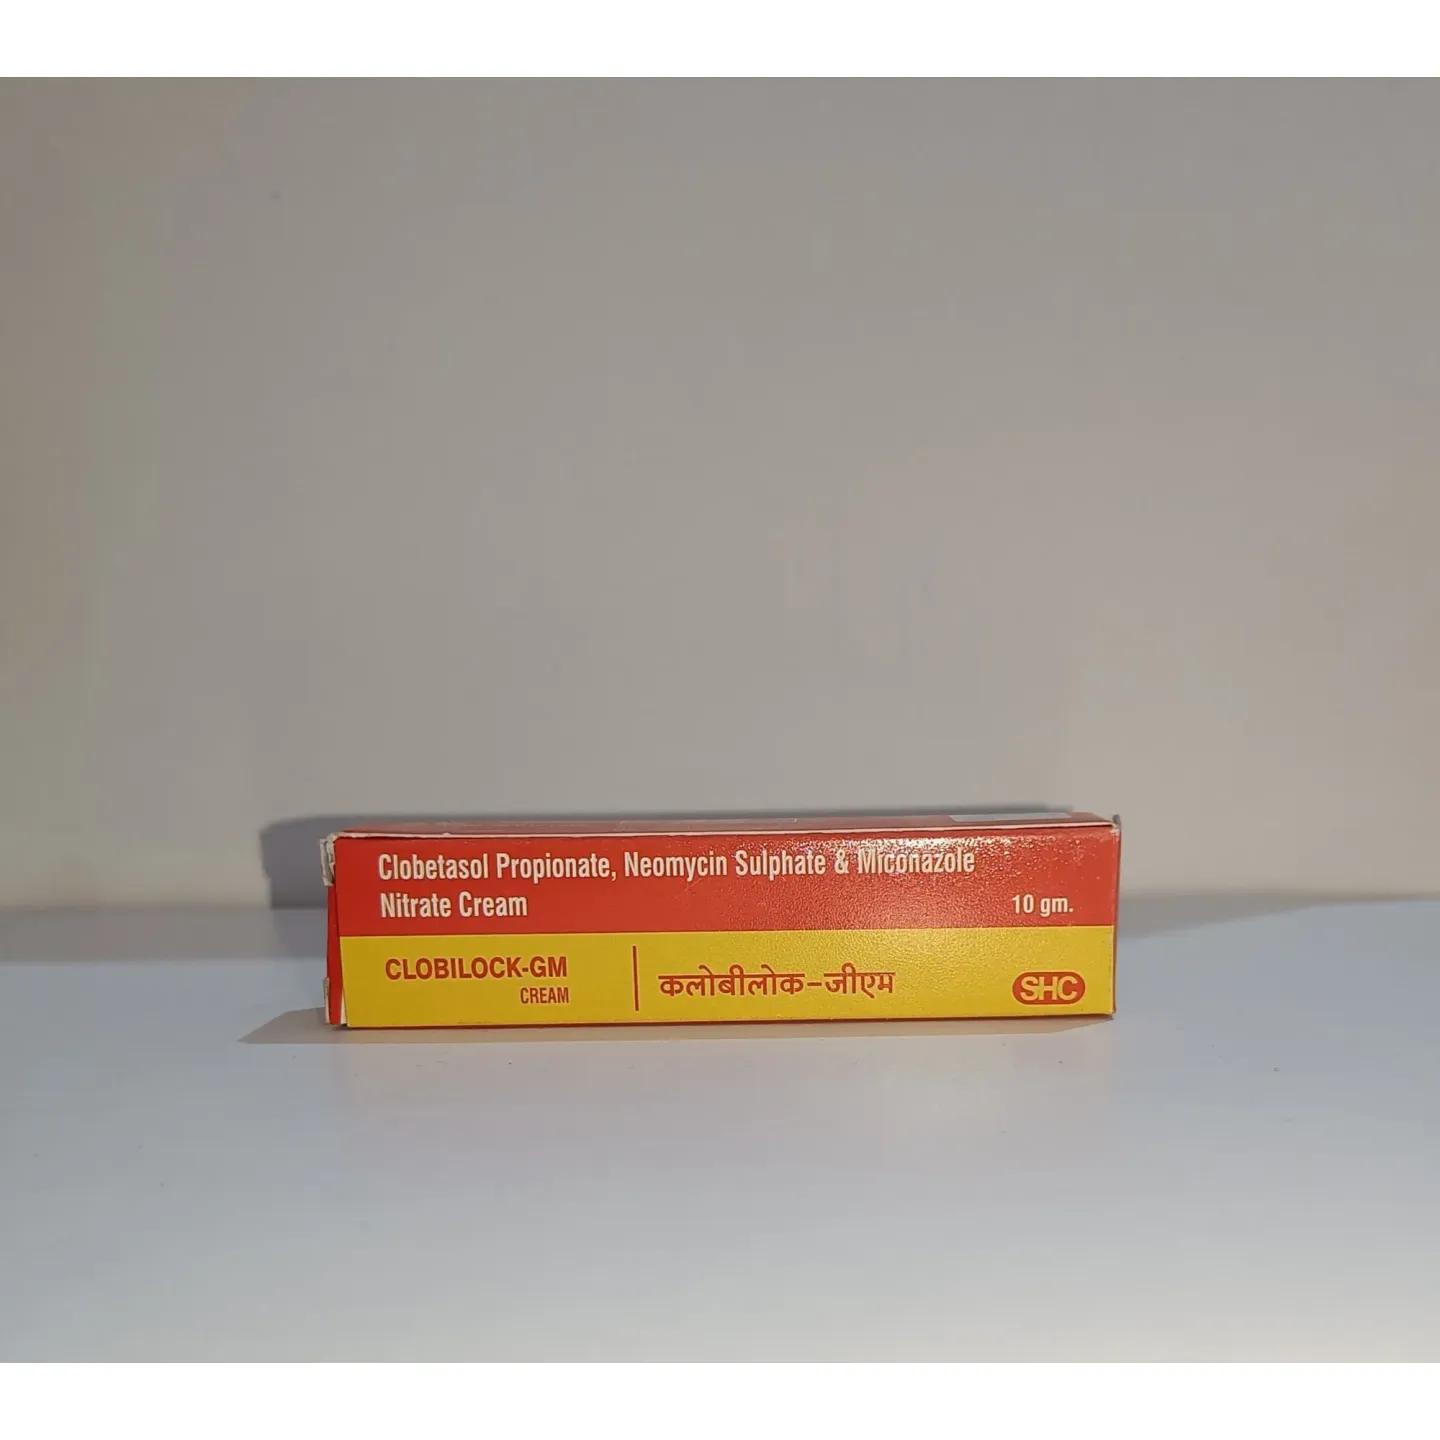 Clobetasol Propionate, Neomycin Sulphate & Miconazole
Nitrate Cream
10 gm.
CLOBILOCK-GM
CREAM
कलोबीलोक-जीएम
SHC